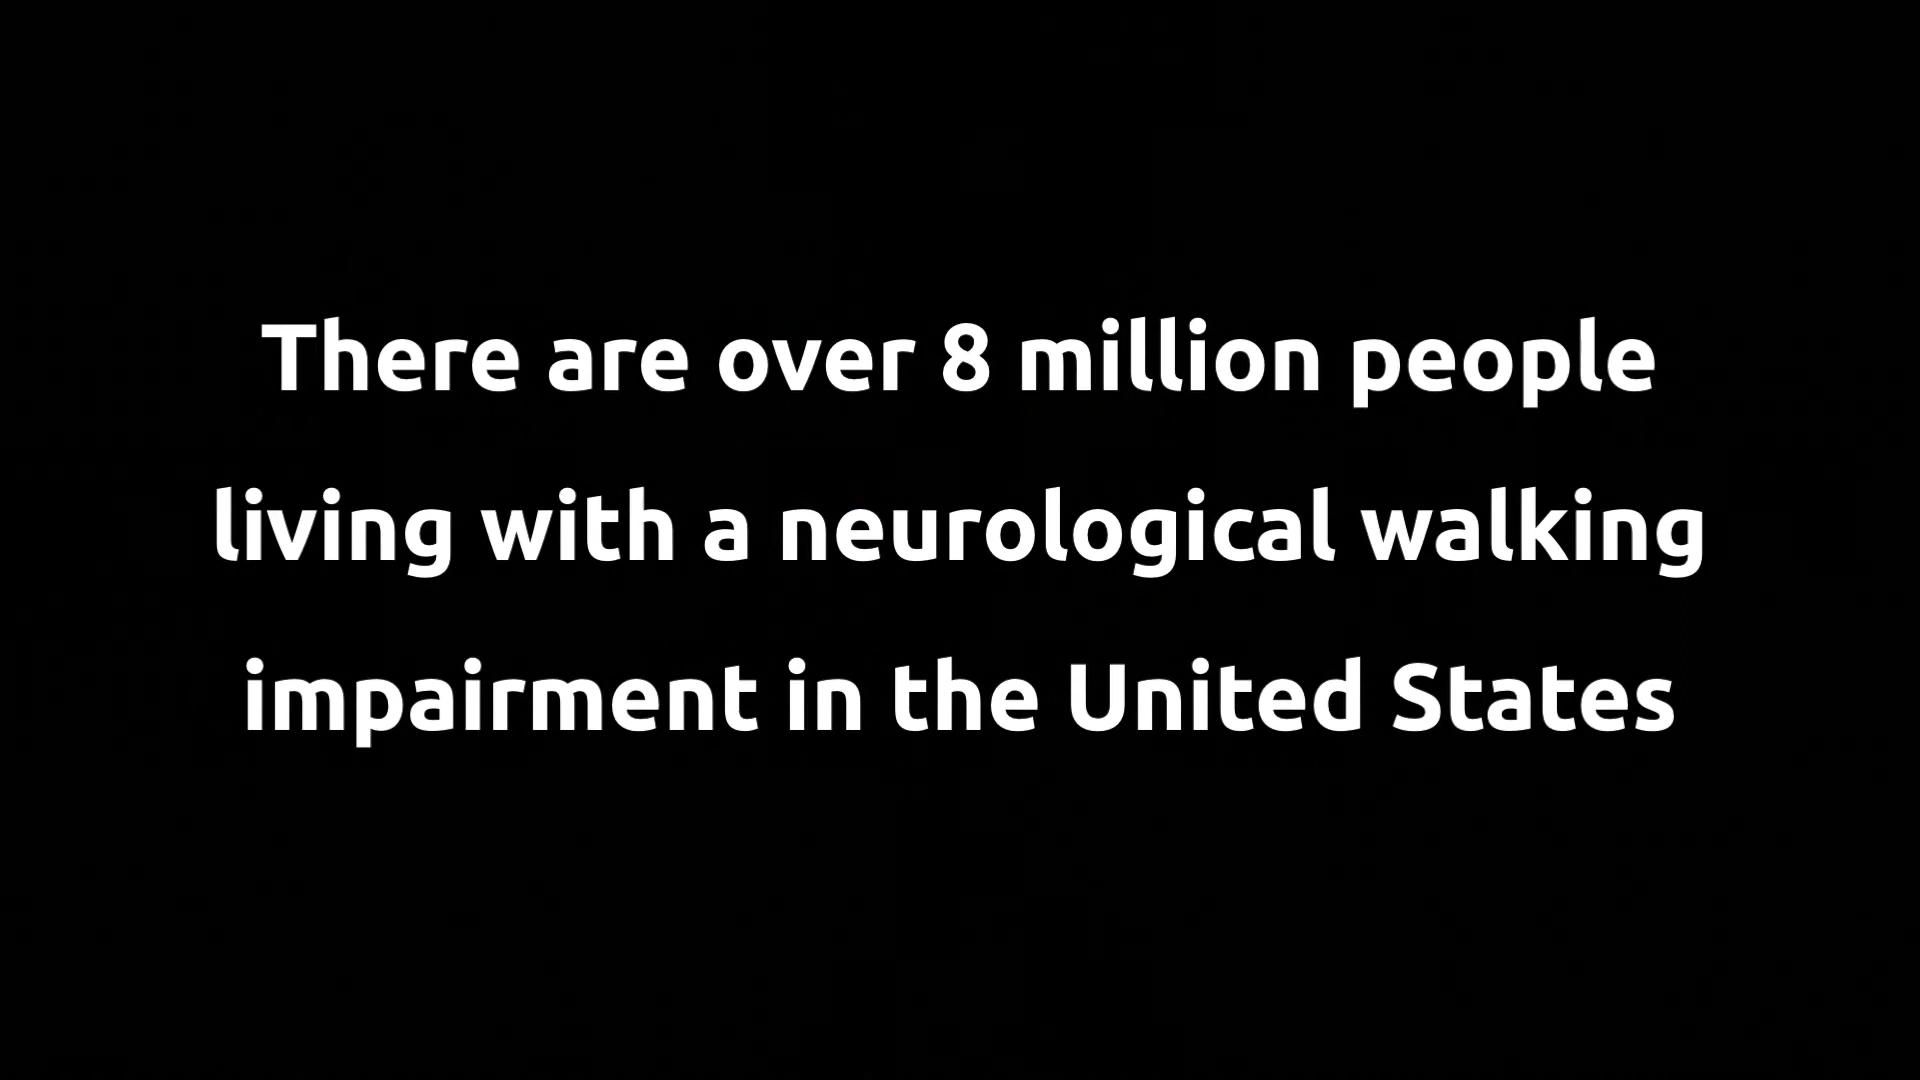 There are over 8 million people
living with a neurological walking
impairment in the United States